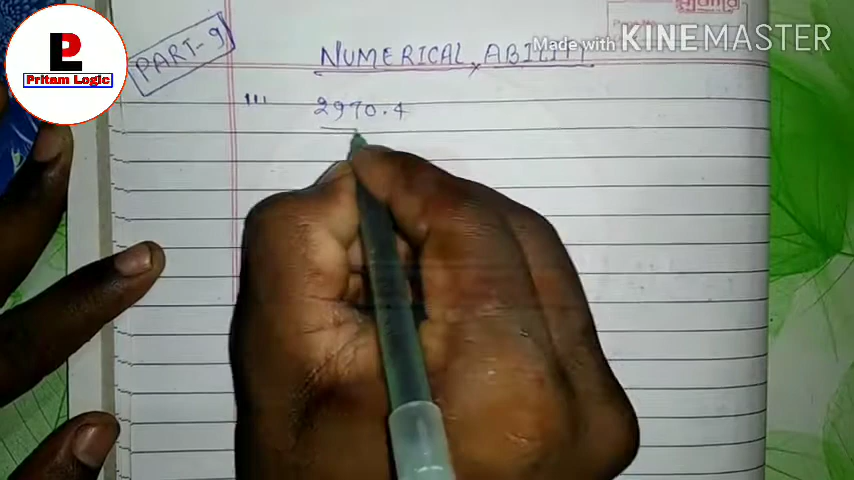 P
Pritam Logic
PART-9
NUMERICAL ABILITY
Made with KINEMASTER
2970.4